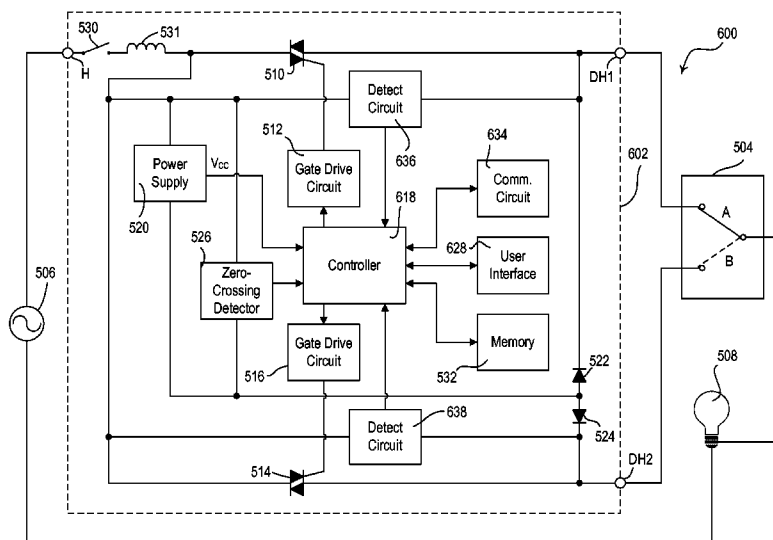 530
531
600
H
510
DH1
Detect
Circuit
636
512
634
504
Power
Supply
VCC
Gate Drive
Circuit
618
Comm.
Circuit
602
520
A
526
628
506
Zero-
Crossing
Detector
Controller
User
Interface
B
516
Gate Drive
Circuit
532
Memory
522
508
638
524
Detect
Circuit
514
DH2